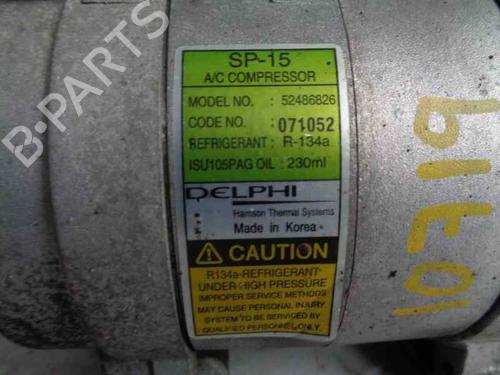 SP-15
A/C COMPRESSOR
MODEL NO. : 52486826
CODE NO. : 071052
REFRIGERANT : R-134a
ISU105PAG OIL : 230ml
DELPHI
Hamson Thermal Systems
Made in Korea
CAUTION
R134a-REFRIGERANT
UNDER HIGH PRESSURE
IMPROPER SERVICE METHODS
MAY CAUSE PERSONAL INJURY.
SYSTEM TO BE SERVICED BY
QUALIFIED PERSONNEL ONLY.
B